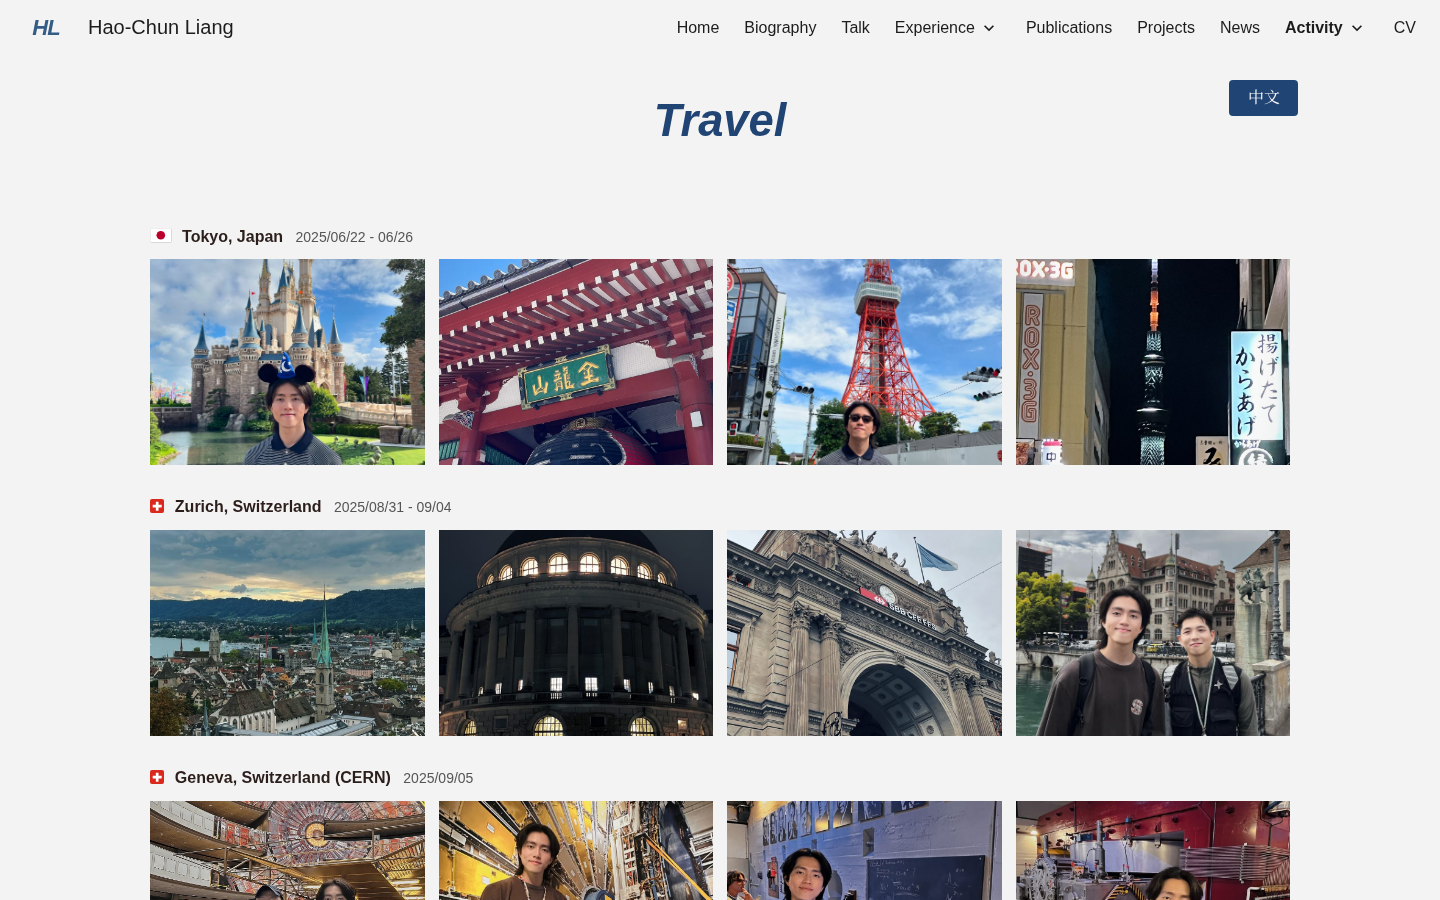 HL Hao-Chun Liang Home Biography Talk Experience Publications Projects News Activity CV
中文
Travel
Tokyo, Japan 2025/06/22 - 06/26
金龍山
ROX·3G
ROX·3G
揚げたて
からあげ
Zurich, Switzerland 2025/08/31 - 09/04
SBB CFF FFS
Geneva, Switzerland (CERN) 2025/09/05